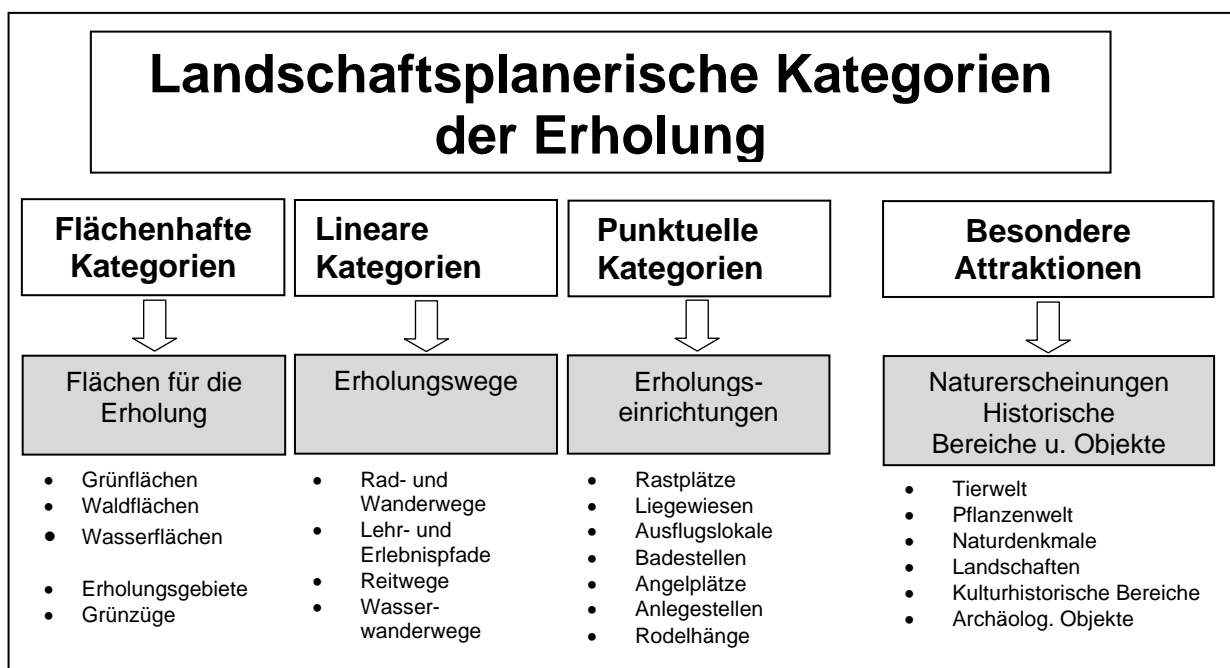 Landschaftsplanerische Kategorien
der Erholung
Flächenhafte
Kategorien
Flächen für die
Erholung
• Grünflächen
• Waldflächen
• Wasserflächen
• Erholungsgebiete
• Grünzüge
Lineare
Kategorien
Erholungswege
• Rad- und
Wanderwege
• Lehr- und
Erlebnispfade
• Reitwege
• Wasser-
wanderwege
Punktuelle
Kategorien
Erholungs-
einrichtungen
• Rastplätze
• Liegewiesen
• Ausflugslokale
• Badestellen
• Angelplätze
• Anlegestellen
• Rodelhänge
Besondere
Attraktionen
Naturerscheinungen
Historische
Bereiche u. Objekte
• Tierwelt
• Pflanzenwelt
• Naturdenkmale
• Landschaften
• Kulturhistorische Bereiche
• Archäolog. Objekte